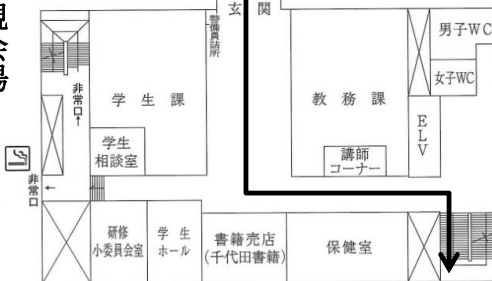 玄関
警備員詰所
男子WC
女子WC
非常口↑
学生課
教務課
ELV
学生
相談室
講師
コーナー
非常口
←
研修
小委員会室
学生
ホール
書籍売店
(千代田書籍)
保健室
会場